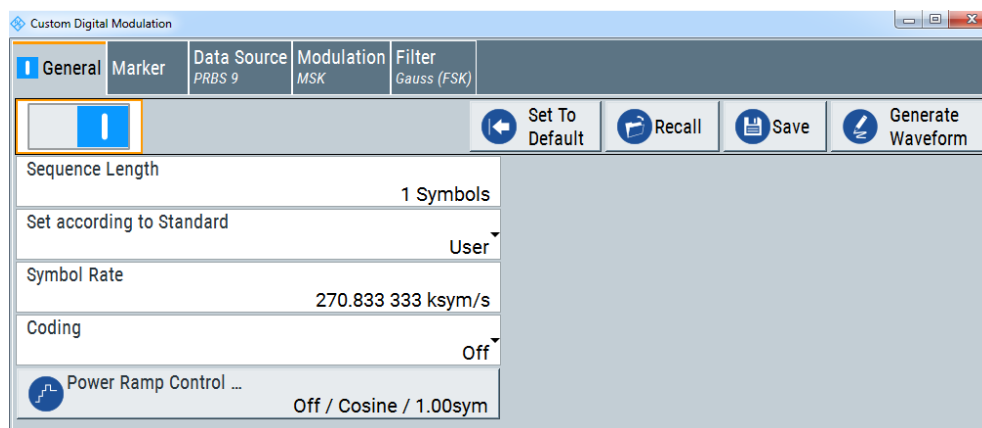 Custom Digital Modulation
General
Marker
Data Source
PRBS 9
Modulation
MSK
Filter
Gauss (FSK)
Set To
Default
Recall
Save
Generate
Waveform
Sequence Length
1 Symbols
Set according to Standard
User
Symbol Rate
270.833 333 ksym/s
Coding
Off
Power Ramp Control ...
Off / Cosine / 1.00sym